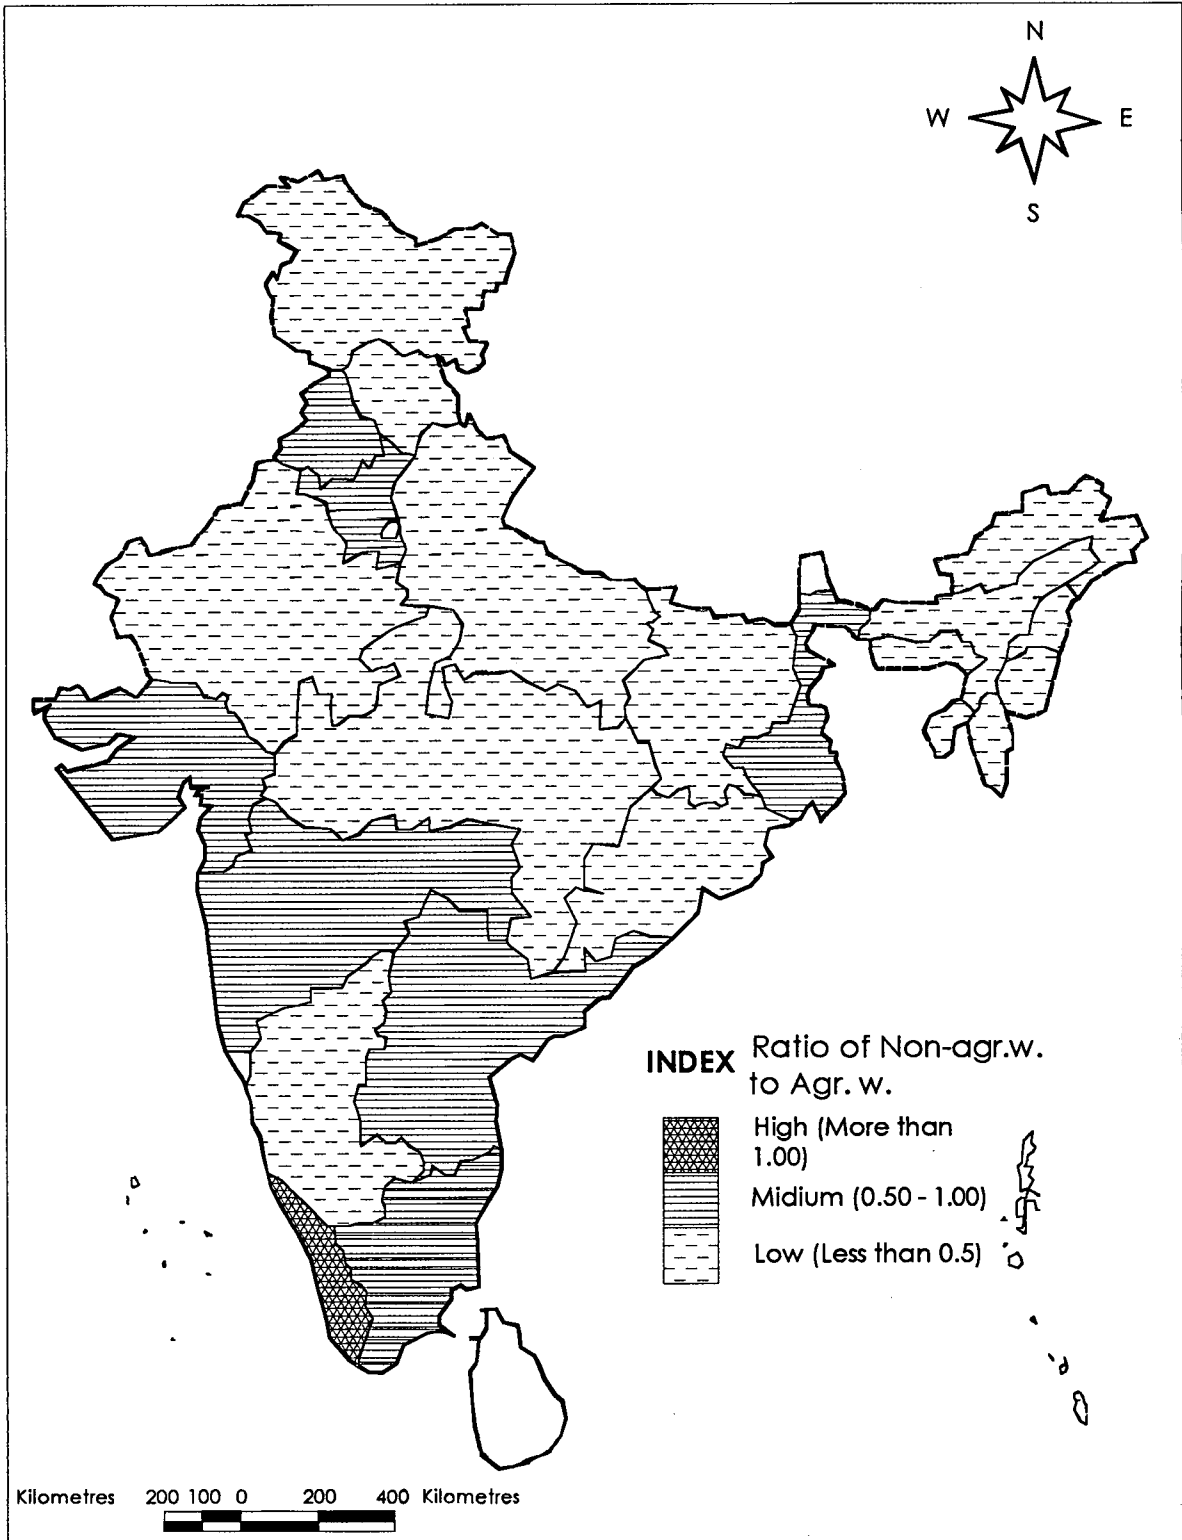 N
W E
S
INDEX Ratio of Non-agr.w.
to Agr. w.
High (More than
1.00)
Midium (0.50 - 1.00)
Low (Less than 0.5)
Kilometres 200 100 0 200 400 Kilometres